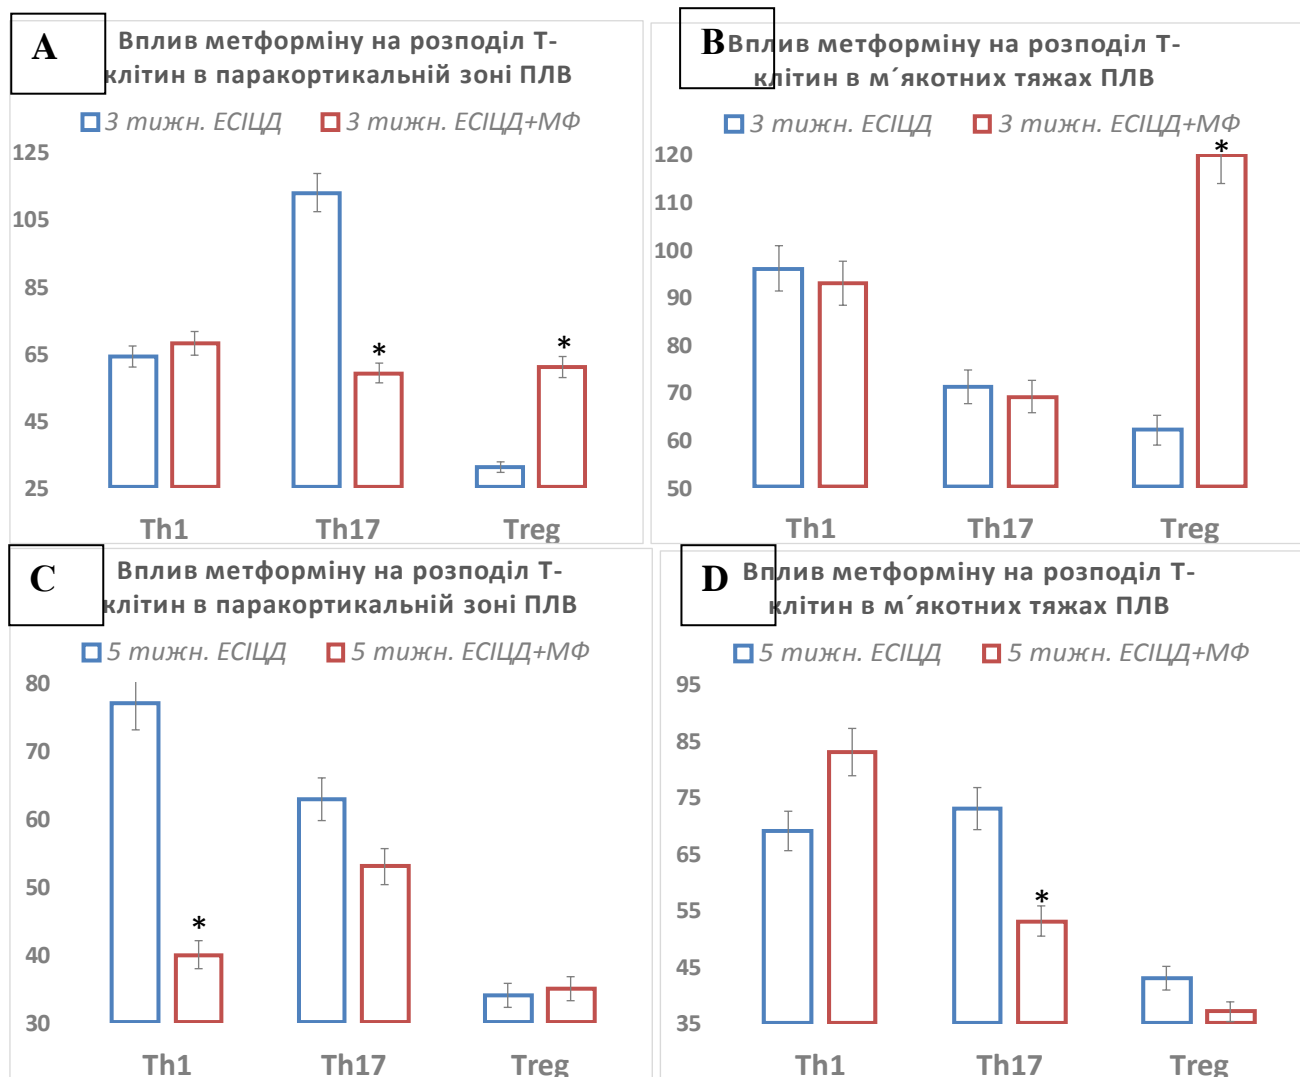 A
Вплив метформіну на розподіл Т-
клітин в паракортикальній зоні ПЛВ
3 тижн. ЕСІЦД
3 тижн. ЕСІЦД+МФ
125
105
85
65
45
25
*
*
Th1
Th17
Treg
B
Вплив метформіну на розподіл Т-
клітин в м´якотних тяжах ПЛВ
3 тижн. ЕСІЦД
3 тижн. ЕСІЦД+МФ
120
110
100
90
80
70
60
50
*
Th1
Th17
Treg
C
Вплив метформіну на розподіл Т-
клітин в паракортикальній зоні ПЛВ
5 тижн. ЕСІЦД
5 тижн. ЕСІЦД+МФ
80
70
60
50
40
30
*
Th1
Th17
Treg
D
Вплив метформіну на розподіл Т-
клітин в м´якотних тяжах ПЛВ
5 тижн. ЕСІЦД
5 тижн. ЕСІЦД+МФ
95
85
75
65
55
45
35
*
Th1
Th17
Treg